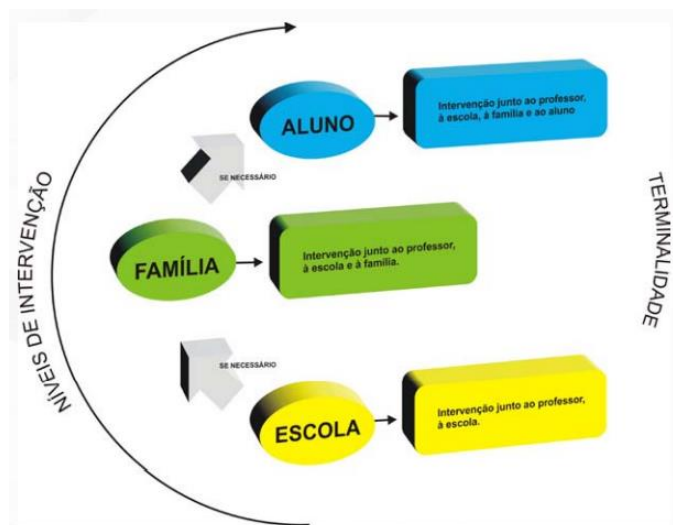 ALUNO
Intervenção junto ao professor,
à escola, à família e ao aluno
SE NECESSÁRIO
NÍVEIS DE INTERVENÇÃO
TERMINALIDADE
FAMÍLIA
Intervenção junto ao professor,
à escola e à família.
SE NECESSÁRIO
ESCOLA
Intervenção junto ao professor,
à escola.